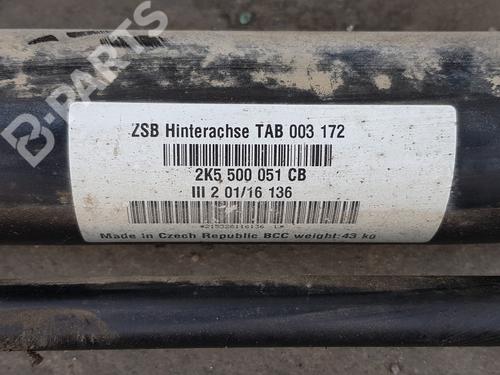 B-PARTS
ZSB Hinterachse TAB 003 172
2K5 500 051 CB
III 2 01/16 136
Made in Czech Republic BCC weight:43 kg